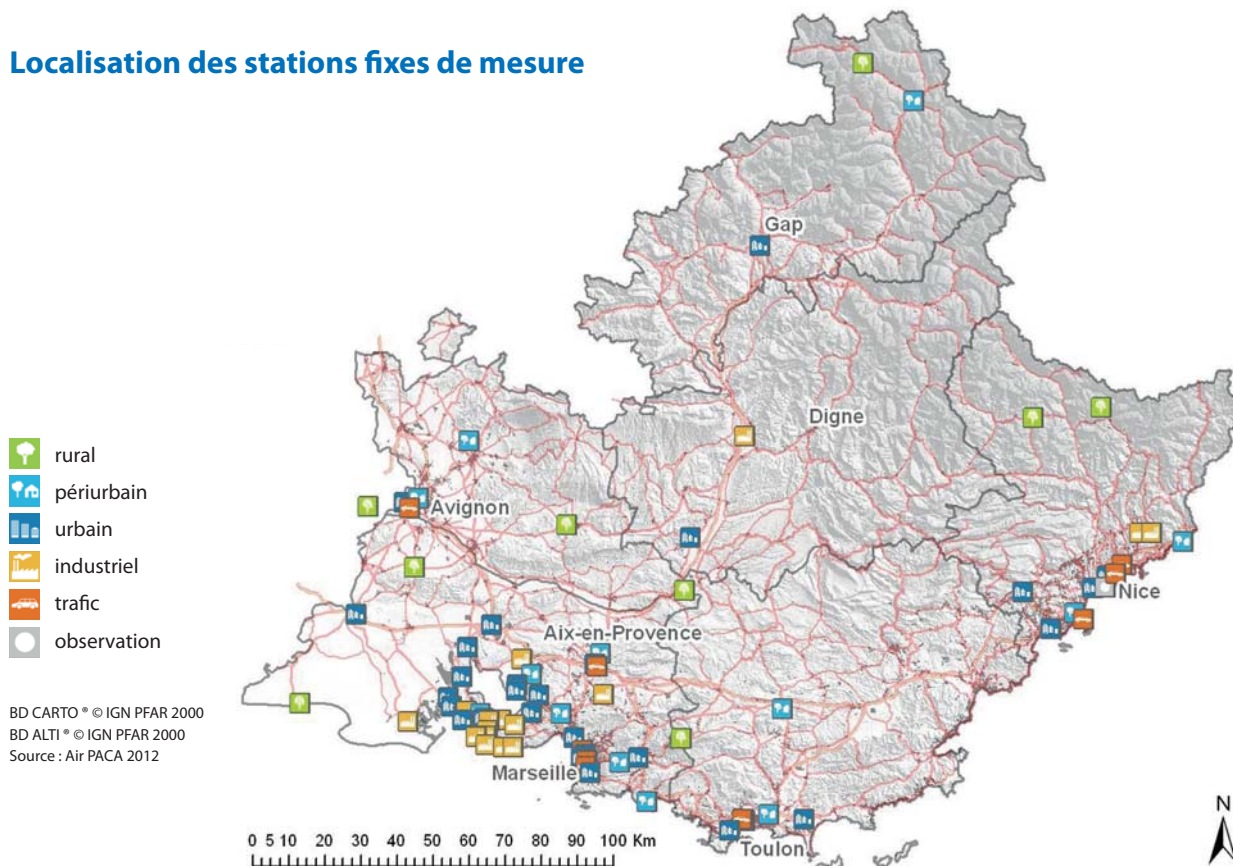 Localisation des stations fixes de mesure
Gap
Digne
Avignon
Nice
Aix-en-Provence
Marseille
Toulon
rural
périurbain
urbain
industriel
trafic
observation
BD CARTO ® © IGN PFAR 2000
BD ALTI ® © IGN PFAR 2000
Source : Air PACA 2012
0 5 10 20 30 40 50 60 70 80 90 100 Km
N